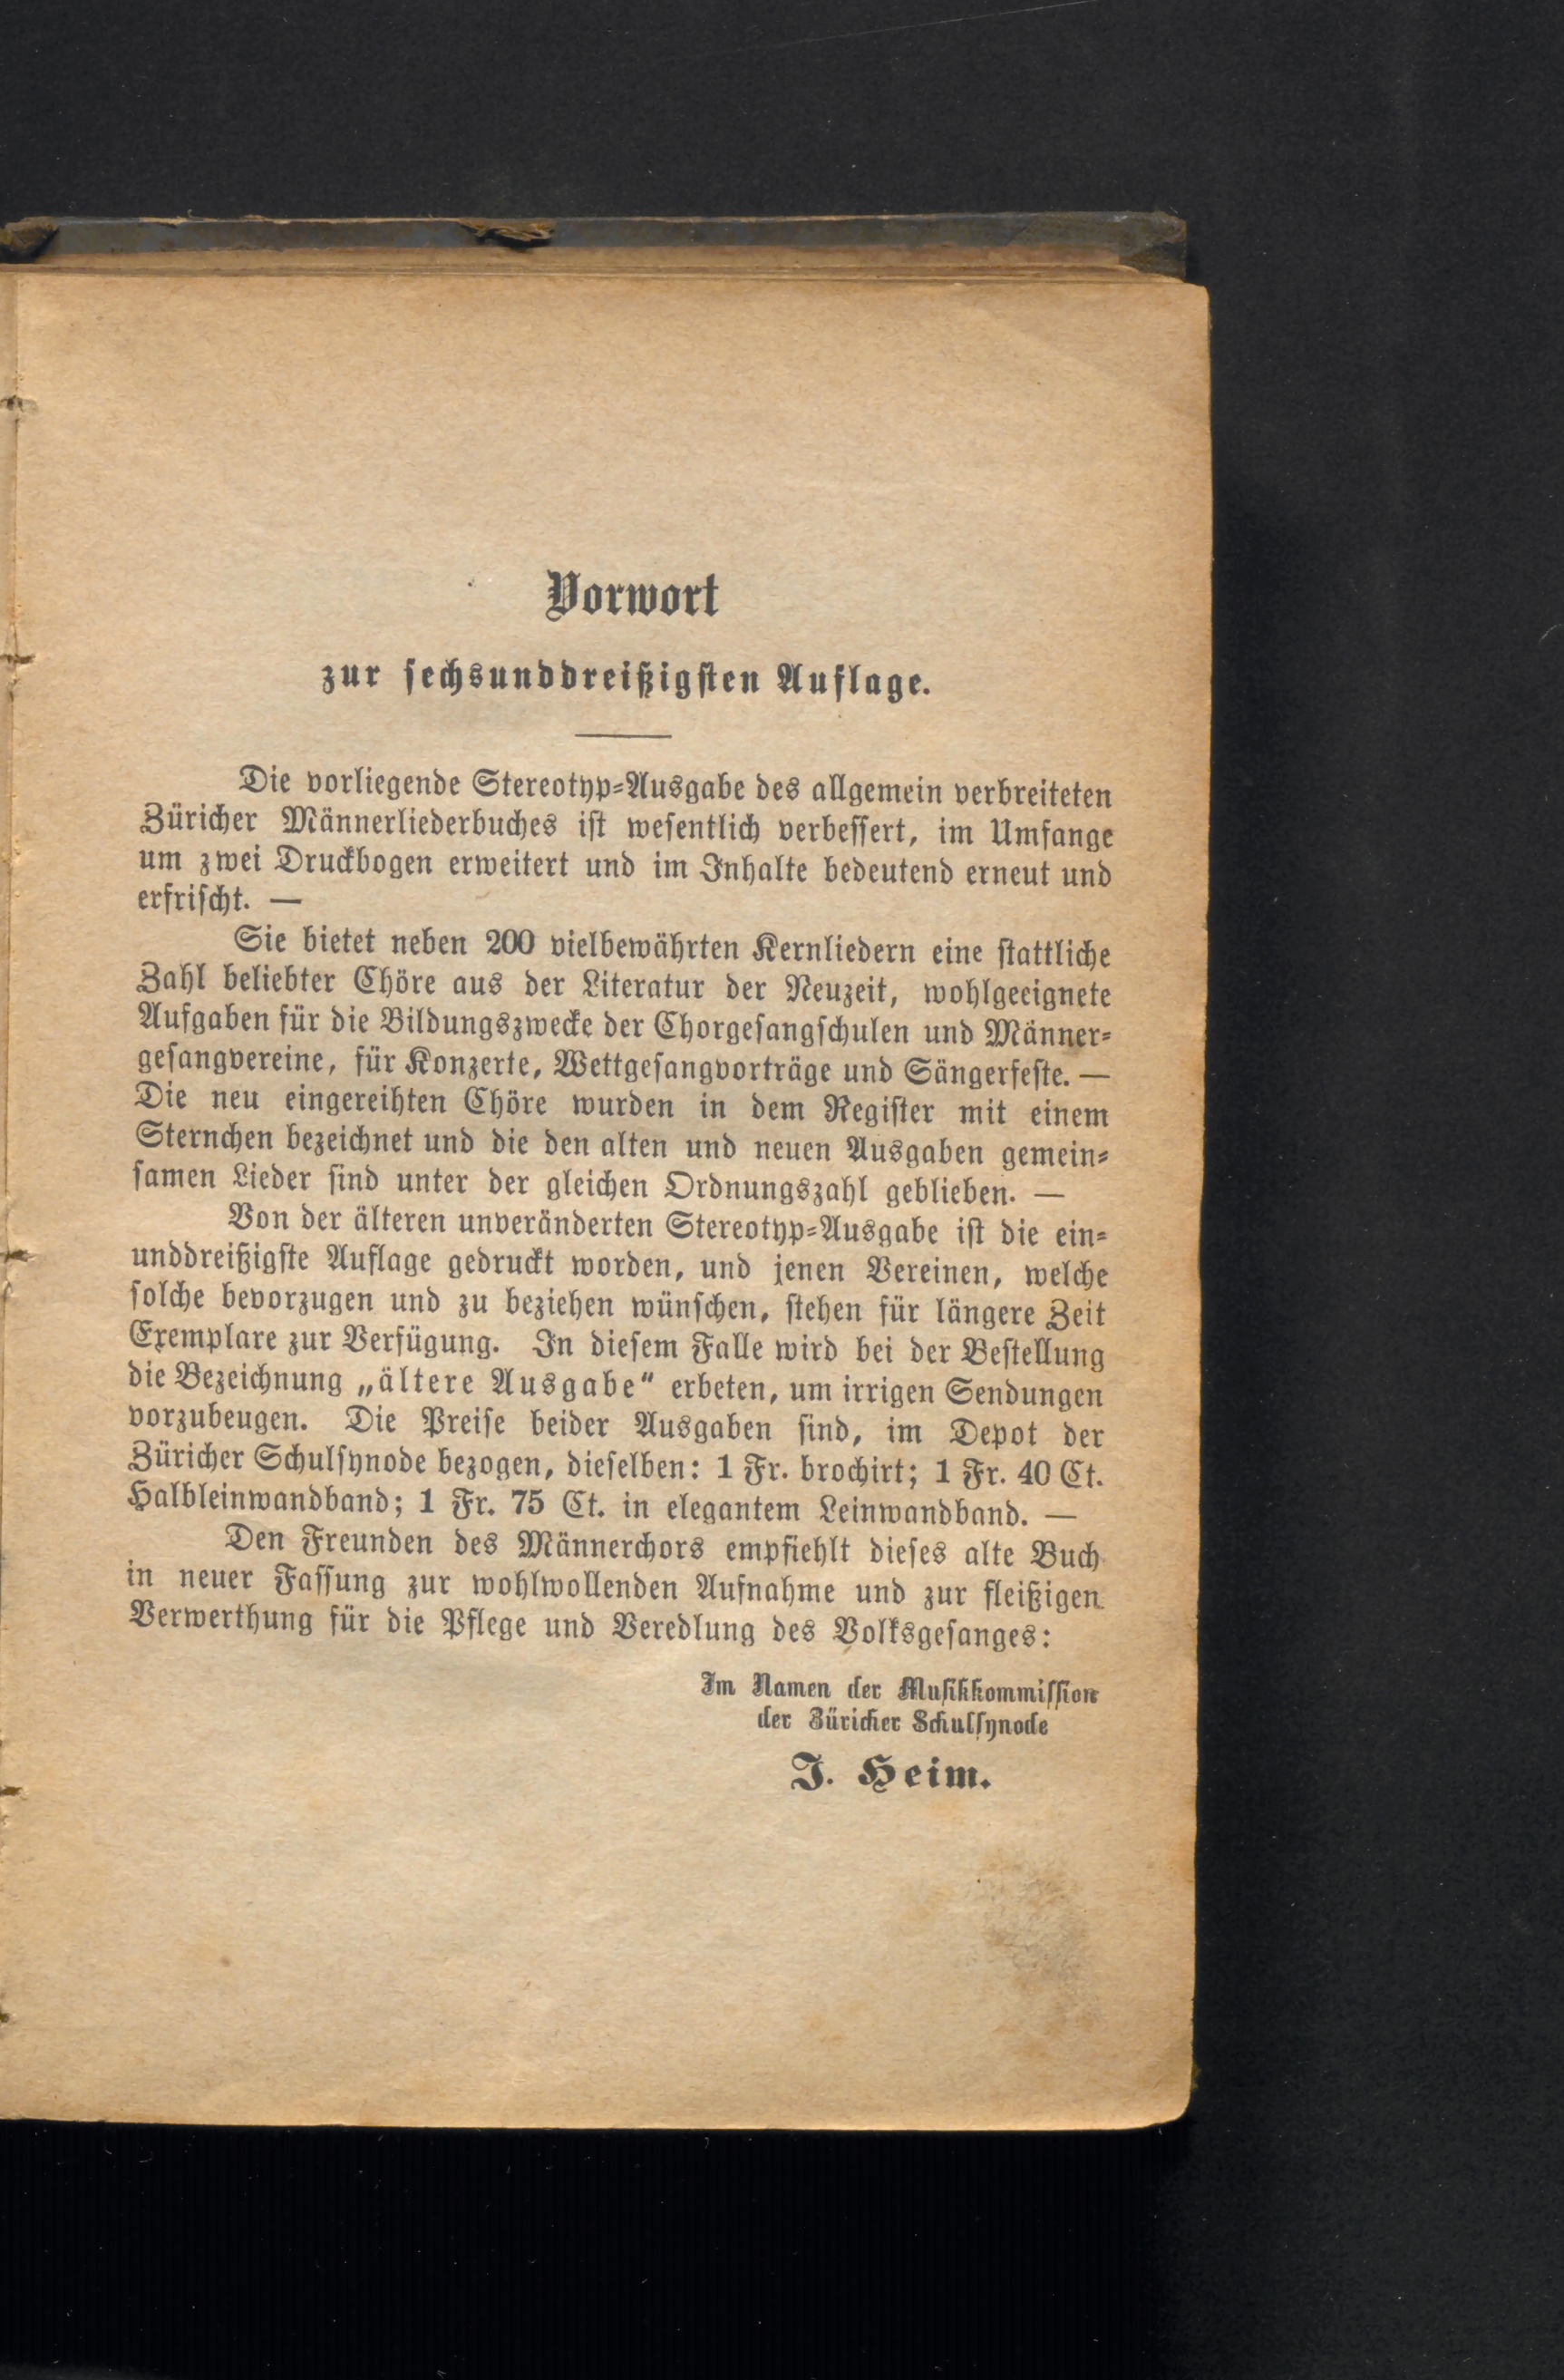 Vorwort
zur sechsunddreißigsten Auflage.
Die vorliegende Stereotyp-Ausgabe des allgemein verbreiteten
Züricher Männerliederbuches ist wesentlich verbessert, im Umfange
um zwei Druckbogen erweitert und im Inhalte bedeutend erneut und
erfrischt. —
Sie bietet neben 200 vielbewährten Kernliedern eine stattliche
Zahl beliebter Chöre aus der Literatur der Neuzeit, wohlgeeignete
Aufgaben für die Bildungszwecke der Chorgesangschulen und Männer-
gesangvereine, für Konzerte, Wettgesangvorträge und Sängerfeste. —
Die neu eingereihten Chöre wurden in dem Register mit einem
Sternchen bezeichnet und die den alten und neuen Ausgaben gemein-
samen Lieder sind unter der gleichen Ordnungszahl geblieben. —
Von der älteren unveränderten Stereotyp-Ausgabe ist die ein-
unddreißigste Auflage gedruckt worden, und jenen Vereinen, welche
solche bevorzugen und zu beziehen wünschen, stehen für längere Zeit
Exemplare zur Verfügung. In diesem Falle wird bei der Bestellung
die Bezeichnung „ältere Ausgabe“ erbeten, um irrigen Sendungen
vorzubeugen. Die Preise beider Ausgaben sind, im Depot der
Züricher Schulsynode bezogen, dieselben: 1 Fr. brochirt; 1 Fr. 40 Ct.
Halbleinwandband; 1 Fr. 75 Ct. in elegantem Leinwandband. —
Den Freunden des Männerchors empfiehlt dieses alte Buch
in neuer Fassung zur wohlwollenden Aufnahme und zur fleißigen
Verwerthung für die Pflege und Veredlung des Volksgesanges:
Im Namen der Musikkommission
der Züricher Schulsynode
J. Heim.